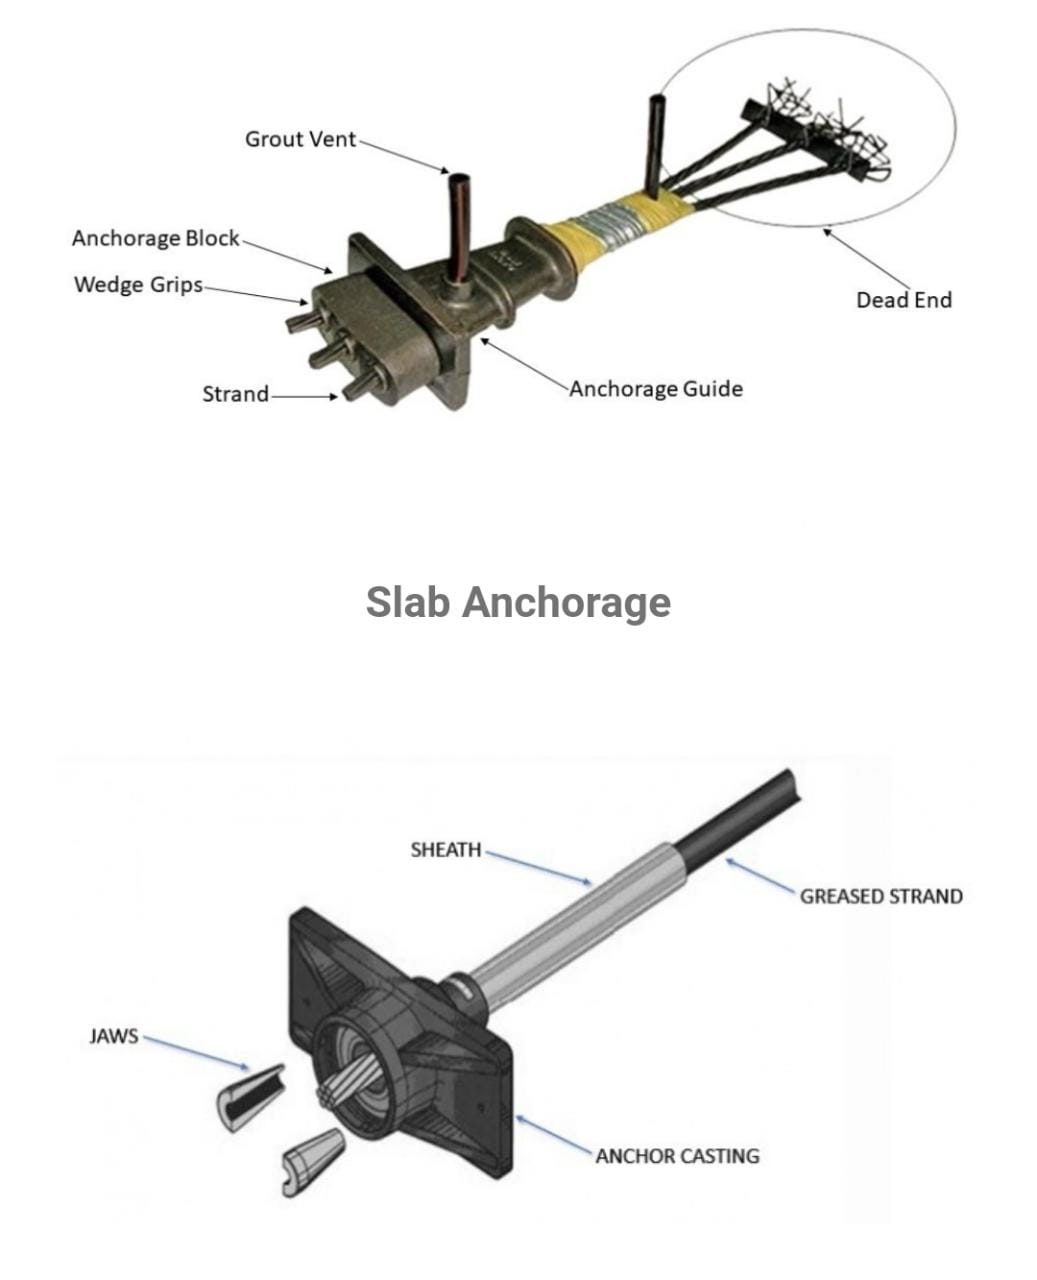 Grout Vent
Anchorage Block
Wedge Grips
Dead End
Strand
Anchorage Guide
Slab Anchorage
SHEATH
GREASED STRAND
JAWS
ANCHOR CASTING